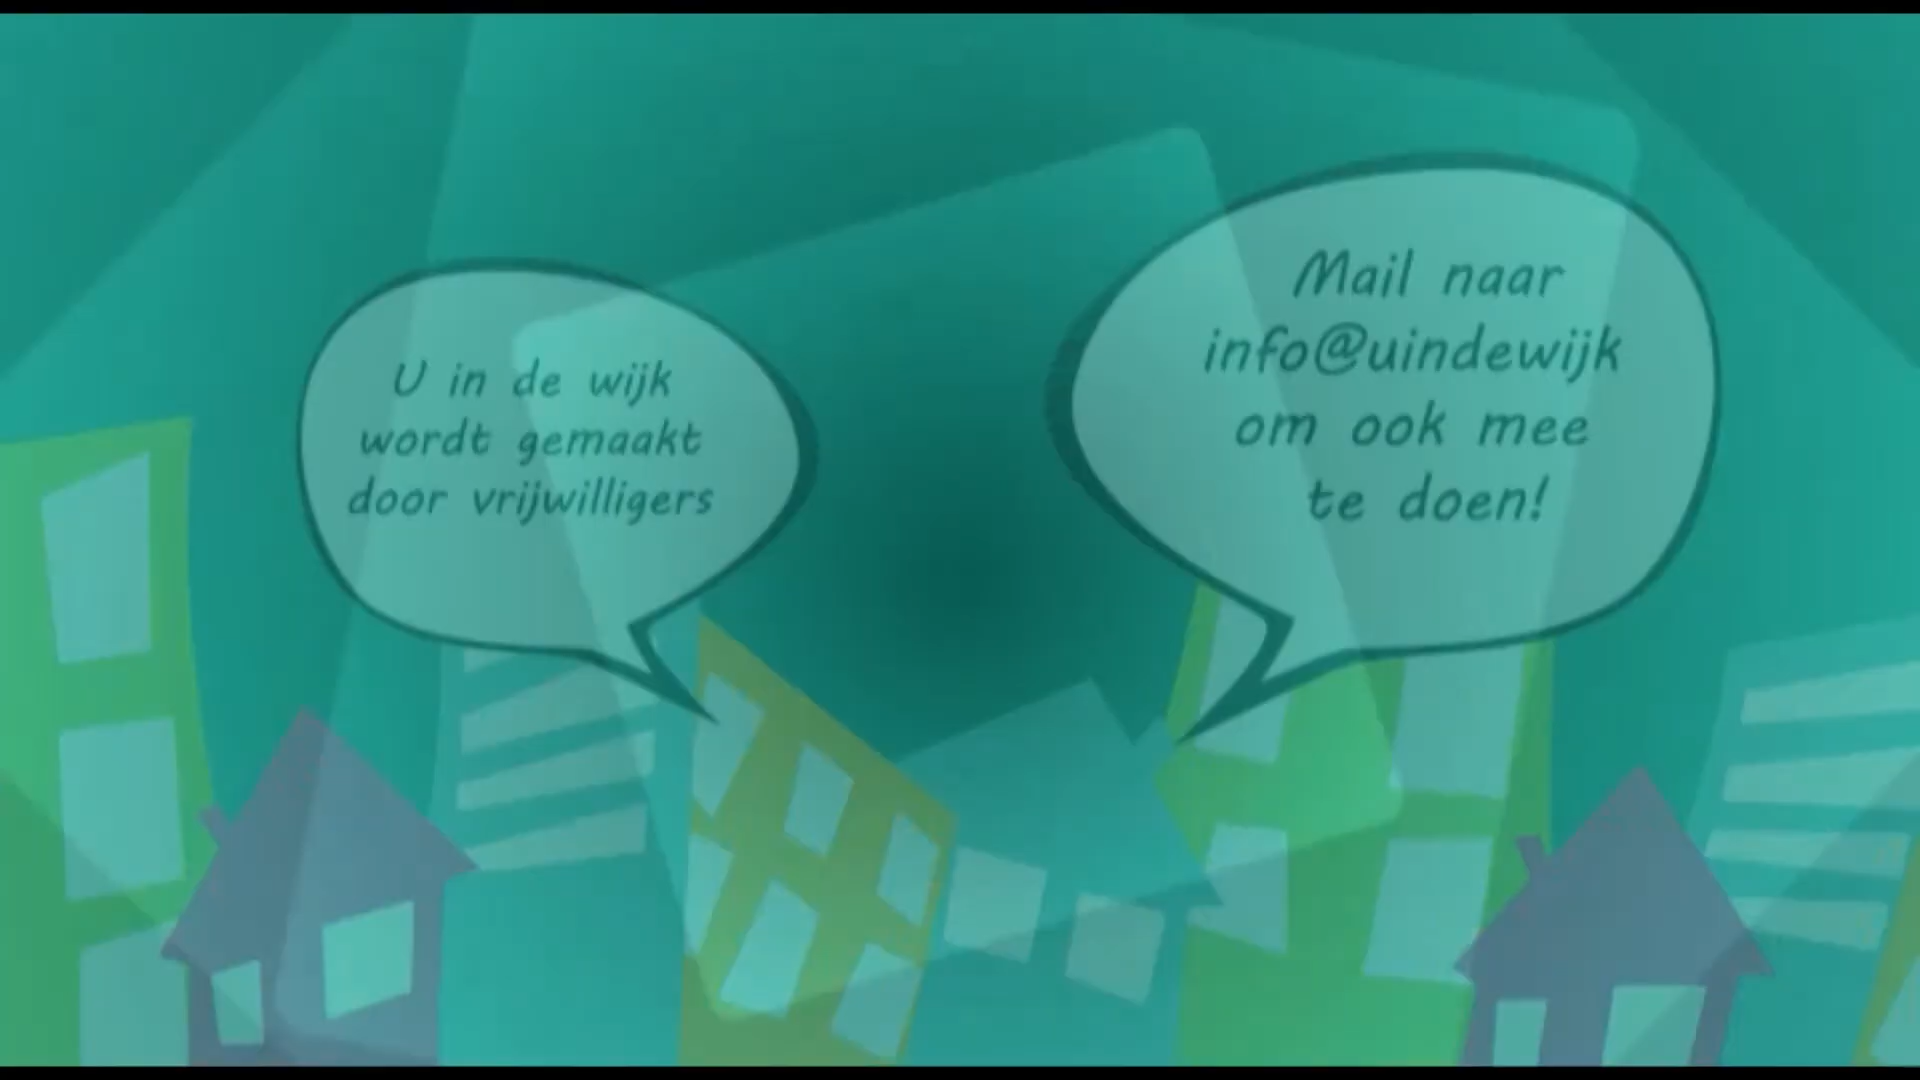 U in de wijk
wordt gemaakt
door vrijwilligers
Mail naar
info@uindewijk
om ook mee
te doen!